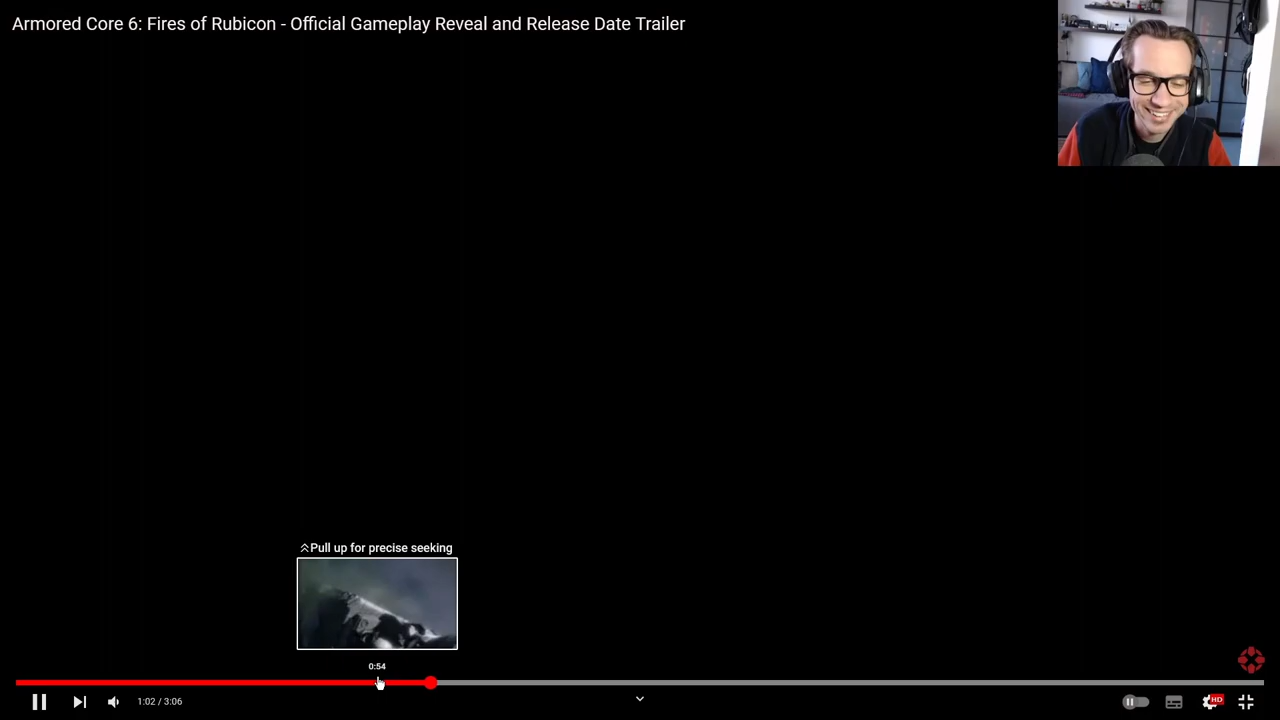 Armored Core 6: Fires of Rubicon - Official Gameplay Reveal and Release Date Trailer
Pull up for precise seeking
0:54
1:02 / 3:06
HD